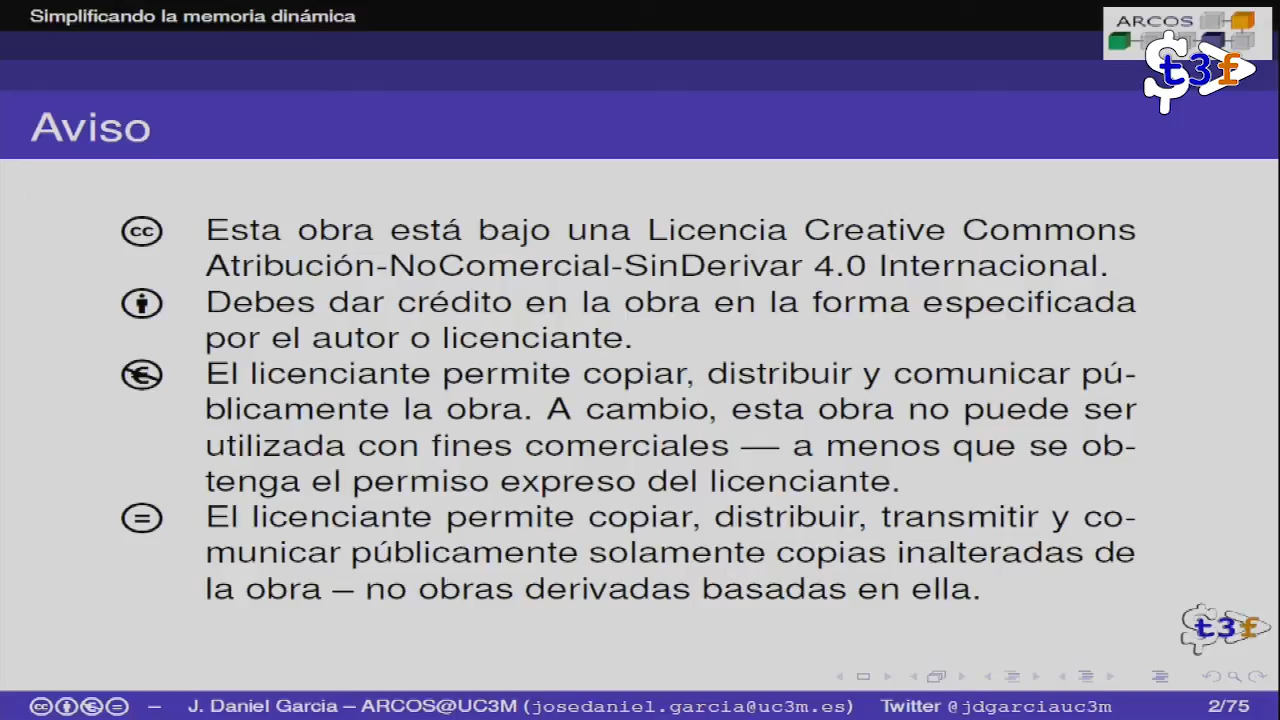 Simplificando la memoria dinámica
ARCOS
t3f
Aviso
cc Esta obra está bajo una Licencia Creative Commons
Atribución-NoComercial-SinDerivar 4.0 Internacional.
Debes dar crédito en la obra en la forma especificada
por el autor o licenciante.
€ El licenciante permite copiar, distribuir y comunicar pú-
blicamente la obra. A cambio, esta obra no puede ser
utilizada con fines comerciales — a menos que se ob-
tenga el permiso expreso del licenciante.
= El licenciante permite copiar, distribuir, transmitir y co-
municar públicamente solamente copias inalteradas de
la obra – no obras derivadas basadas en ella.
t3f
cc € = – J. Daniel Garcia – ARCOS@UC3M (josedaniel.garcia@uc3m.es) Twitter @jdgarciauc3m 2/75